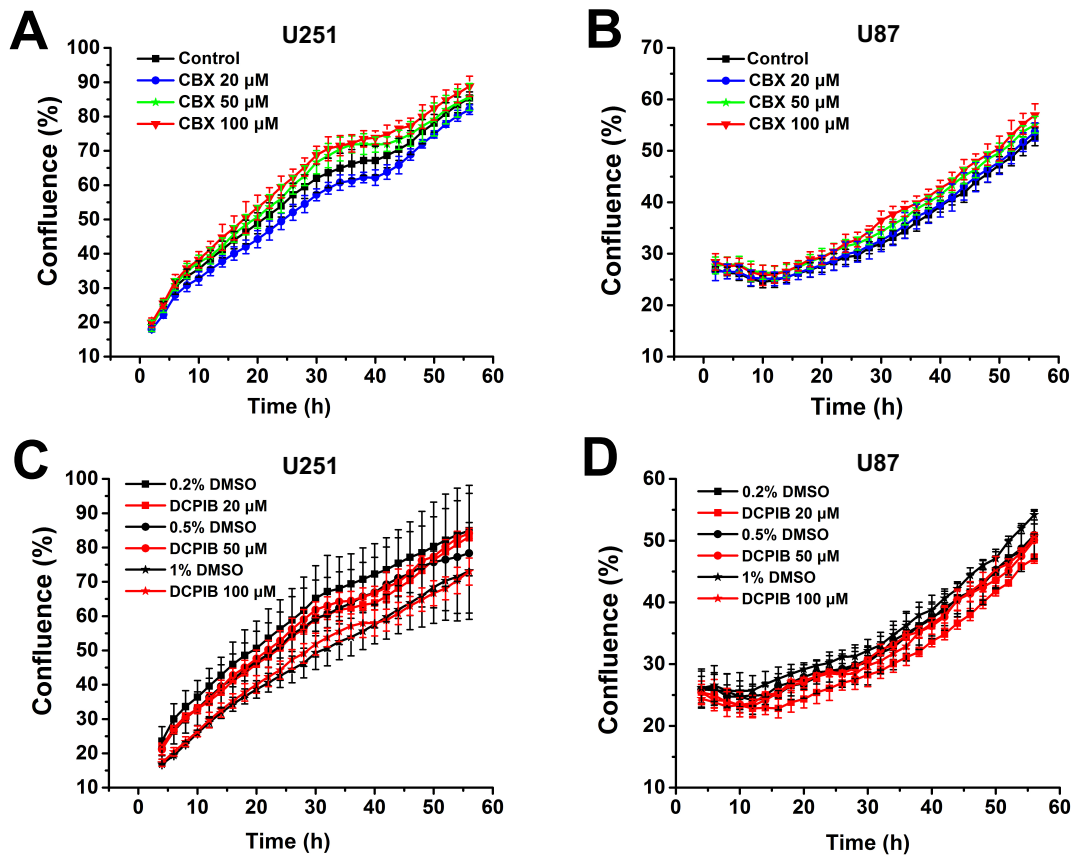 A
U251
Control
CBX 20 µM
CBX 50 µM
CBX 100 µM
Confluence (%)
100
90
80
70
60
50
40
30
20
10
0
10
20
30
40
50
60
Time (h)
B
U87
Control
CBX 20 µM
CBX 50 µM
CBX 100 µM
Confluence (%)
70
60
50
40
30
20
10
0
10
20
30
40
50
60
Time (h)
C
U251
0.2% DMSO
DCPIB 20 µM
0.5% DMSO
DCPIB 50 µM
1% DMSO
DCPIB 100 µM
Confluence (%)
100
90
80
70
60
50
40
30
20
10
0
10
20
30
40
50
60
Time (h)
D
U87
0.2% DMSO
DCPIB 20 µM
0.5% DMSO
DCPIB 50 µM
1% DMSO
DCPIB 100 µM
Confluence (%)
60
50
40
30
20
10
0
10
20
30
40
50
60
Time (h)